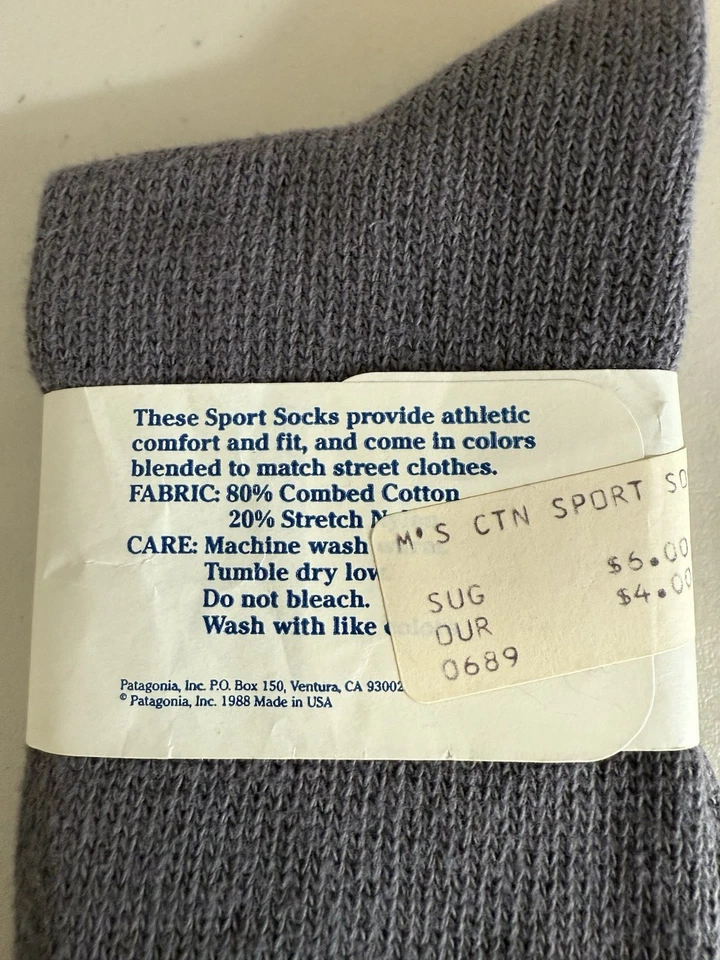 These Sport Socks provide athletic
comfort and fit, and come in colors
blended to match street clothes.
FABRIC: 80% Combed Cotton
20% Stretch Nylon
CARE: Machine wash
Tumble dry low
Do not bleach.
Wash with like colors
Patagonia, Inc. P.O. Box 150, Ventura, CA 93002
© Patagonia, Inc. 1988 Made in USA
M'S CTN SPORT SO
SUG $6.00
OUR $4.00
0689